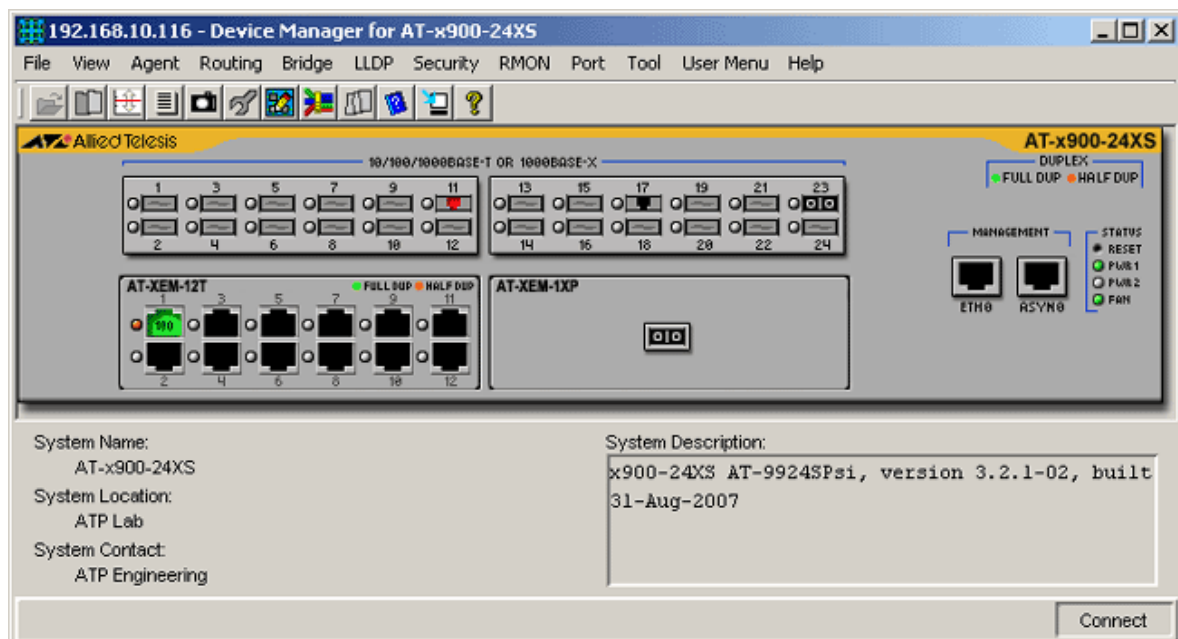 192.168.10.116 - Device Manager for AT-x900-24XS
File View Agent Routing Bridge LLDP Security RMON Port Tool User Menu Help
Allied Telesis
AT-x900-24XS
10/100/1000BASE-T OR 1000BASE-X
DUPLEX
FULL DUP HALF DUP
1 3 5 7 9 11 13 15 17 19 21 23
2 4 6 8 10 12 14 16 18 20 22 24
MANAGEMENT
ETH0 ASYN0
STATUS
RESET
PWR1
PWR2
FAN
AT-XEM-12T
FULL DUP HALF DUP
1 3 5 7 9 11
100
2 4 6 8 10 12
AT-XEM-1XP
System Name:
AT-x900-24XS
System Location:
ATP Lab
System Contact:
ATP Engineering
System Description:
x900-24XS AT-9924SPsi, version 3.2.1-02, built
31-Aug-2007
Connect